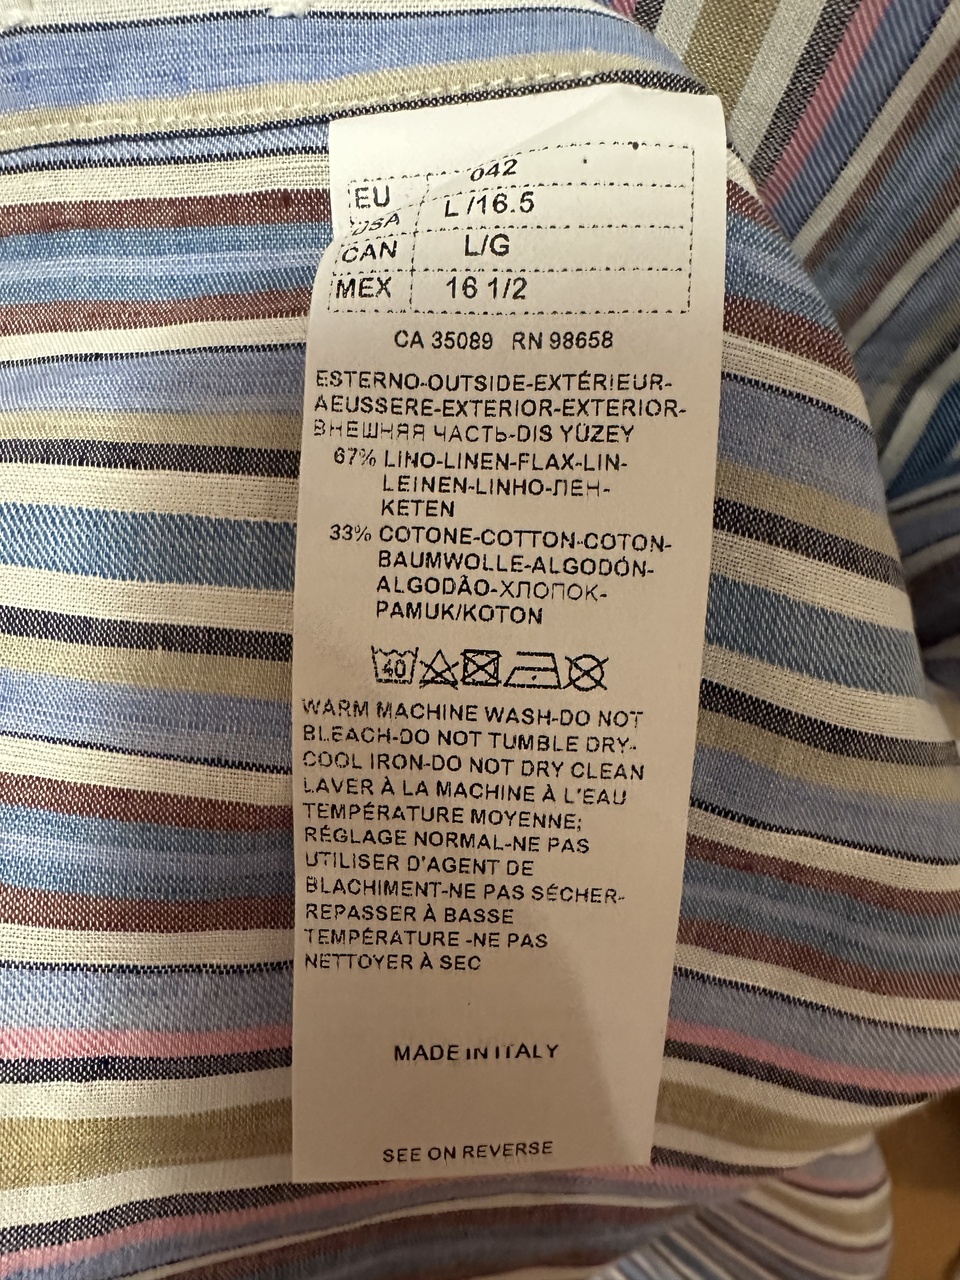 EU 042
USA L/16.5
CAN L/G
MEX 16 1/2
CA 35089 RN 98658
ESTERNO-OUTSIDE-EXTÉRIEUR-
AEUSSERE-EXTERIOR-EXTERIOR-
ВНЕШНЯЯ ЧАСТЬ-DIS YÜZEY
67% LINO-LINEN-FLAX-LIN-
LEINEN-LINHO-ЛЕН-
KETEN
33% COTONE-COTTON-COTON-
BAUMWOLLE-ALGODÓN-
ALGODÃO-ХЛОПОК-
PAMUK/KOTON
40
WARM MACHINE WASH-DO NOT
BLEACH-DO NOT TUMBLE DRY-
COOL IRON-DO NOT DRY CLEAN
LAVER À LA MACHINE À L'EAU
TEMPÉRATURE MOYENNE;
RÉGLAGE NORMAL-NE PAS
UTILISER D'AGENT DE
BLACHIMENT-NE PAS SÉCHER-
REPASSER À BASSE
TEMPÉRATURE -NE PAS
NETTOYER À SEC
MADE IN ITALY
SEE ON REVERSE